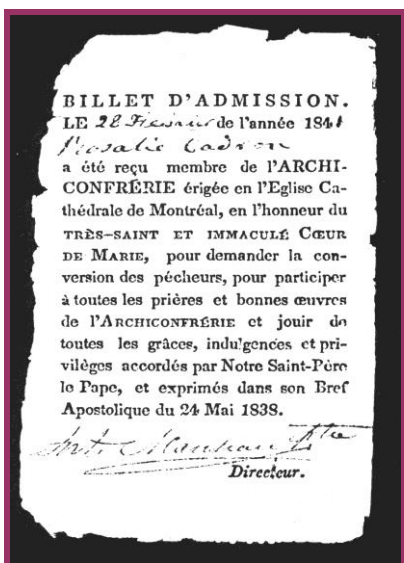 BILLET D'ADMISSION.
LE 28 de l'année 1841
Rosalie Cadron
a été reçu membre de l'ARCHI-
CONFRÉRIE érigée en l'Eglise Ca-
thédrale de Montréal, en l'honneur du
TRÈS-SAINT ET IMMACULÉ CŒUR
DE MARIE, pour demander la con-
version des pécheurs, pour participer
à toutes les prières et bonnes œuvres
de l'ARCHICONFRÉRIE et jouir de
toutes les grâces, indulgences et pri-
vilèges accordés par Notre Saint-Père
le Pape, et exprimés dans son Bref
Apostolique du 24 Mai 1838.
Ant. Manseau Ptre
Directeur.